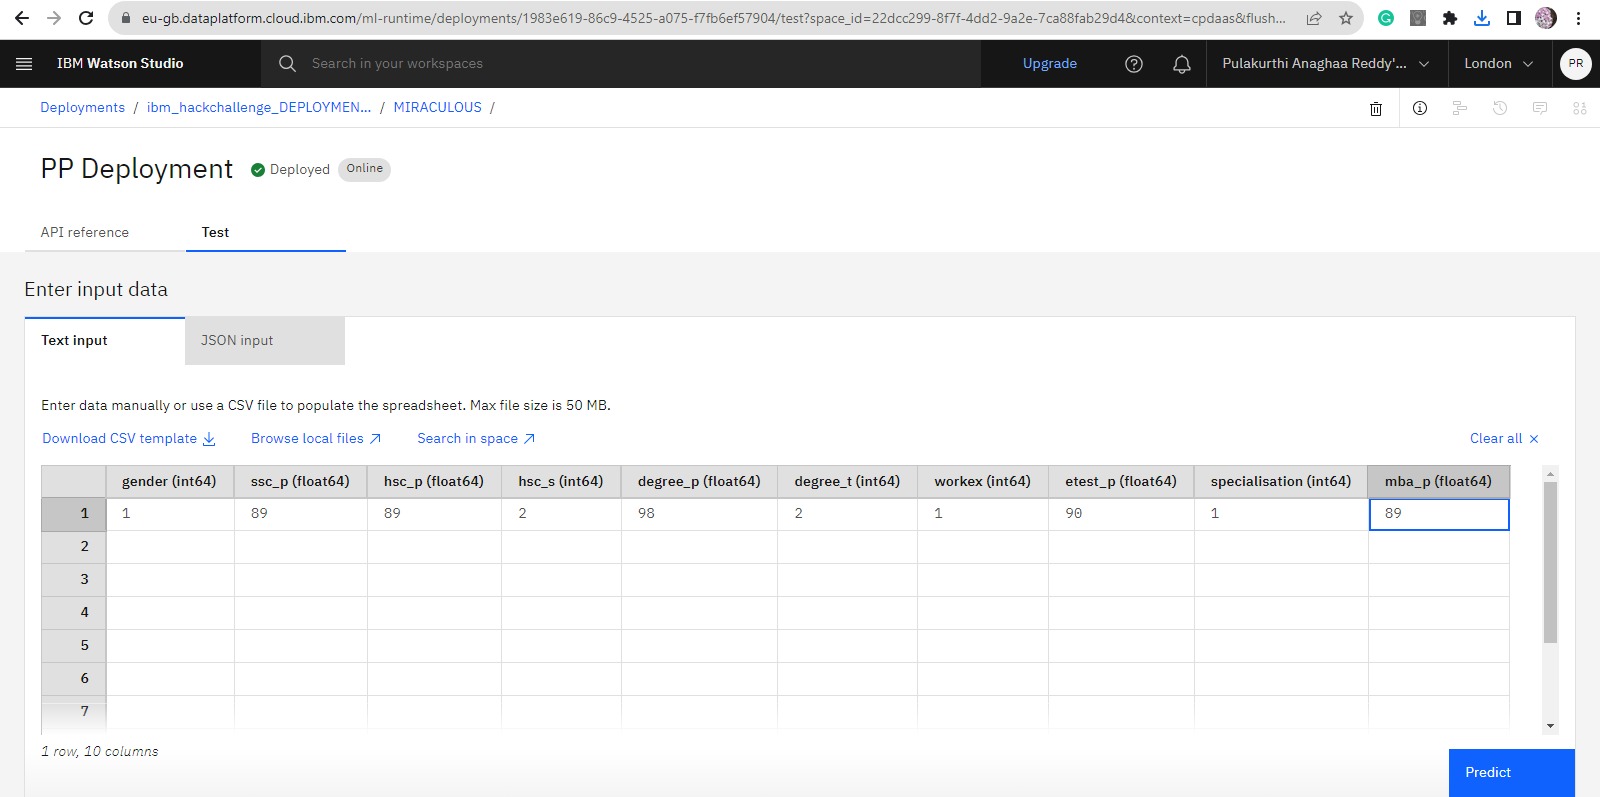 eu-gb.dataplatform.cloud.ibm.com/ml-runtime/deployments/1983e619-86c9-4525-a075-f7fb6ef57904/test?space_id=22dcc299-8f7f-4dd2-9a2e-7ca88fab29d4&context=cpdaas&flush...
IBM Watson Studio Search in your workspaces Upgrade Pulakurthi Anaghaa Reddy'... London PR
Deployments / ibm_hackchallenge_DEPLOYMEN... / MIRACULOUS /
PP Deployment Deployed Online
API reference Test
Enter input data
Text input JSON input
Enter data manually or use a CSV file to populate the spreadsheet. Max file size is 50 MB.
Download CSV template Browse local files Search in space Clear all ×
gender (int64) ssc_p (float64) hsc_p (float64) hsc_s (int64) degree_p (float64) degree_t (int64) workex (int64) etest_p (float64) specialisation (int64) mba_p (float64)
1 1 89 89 2 98 2 1 90 1 89
2
3
4
5
6
7
1 row, 10 columns
Predict